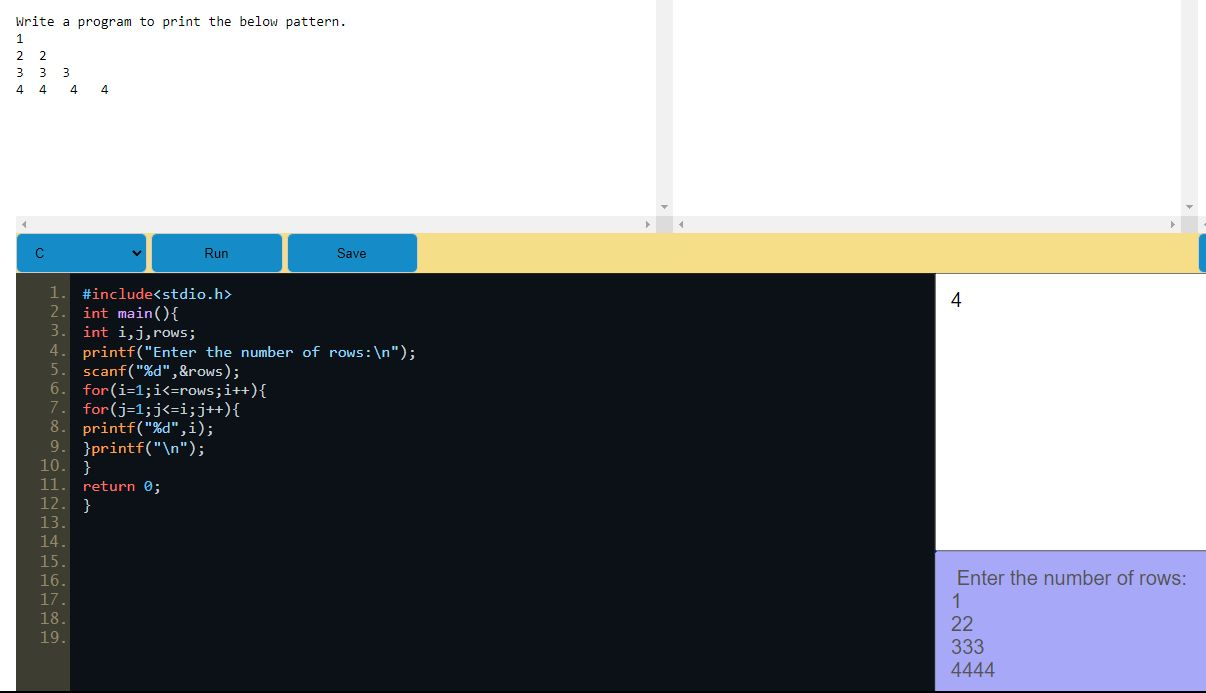 Write a program to print the below pattern.
1
2 2
3 3 3
4 4 4 4
C Run Save
1. #include<stdio.h>
2. int main(){
3. int i,j,rows;
4. printf("Enter the number of rows:\n");
5. scanf("%d",&rows);
6. for(i=1;i<=rows;i++){
7. for(j=1;j<=i;j++){
8. printf("%d",i);
9. }printf("\n");
10. }
11. return 0;
12. }
13.
14.
15.
16.
17.
18.
19.
4
Enter the number of rows:
1
22
333
4444